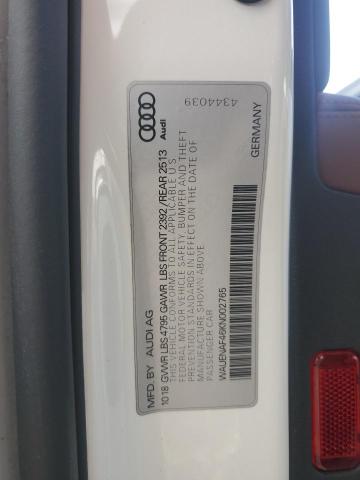 Audi
4344039
MFD. BY AUDI AG GERMANY
10 18 GVWR LBS 4795 GAWR LBS FRONT 2392 / REAR 2513
THIS VEHICLE CONFORMS TO ALL APPLICABLE U S
FEDERAL MOTOR VEHICLE SAFETY, BUMPER AND THEFT
PREVENTION STANDARDS IN EFFECT ON THE DATE OF
MANUFACTURE SHOWN ABOVE
PASSENGER CAR
WAUENAF46KN002765